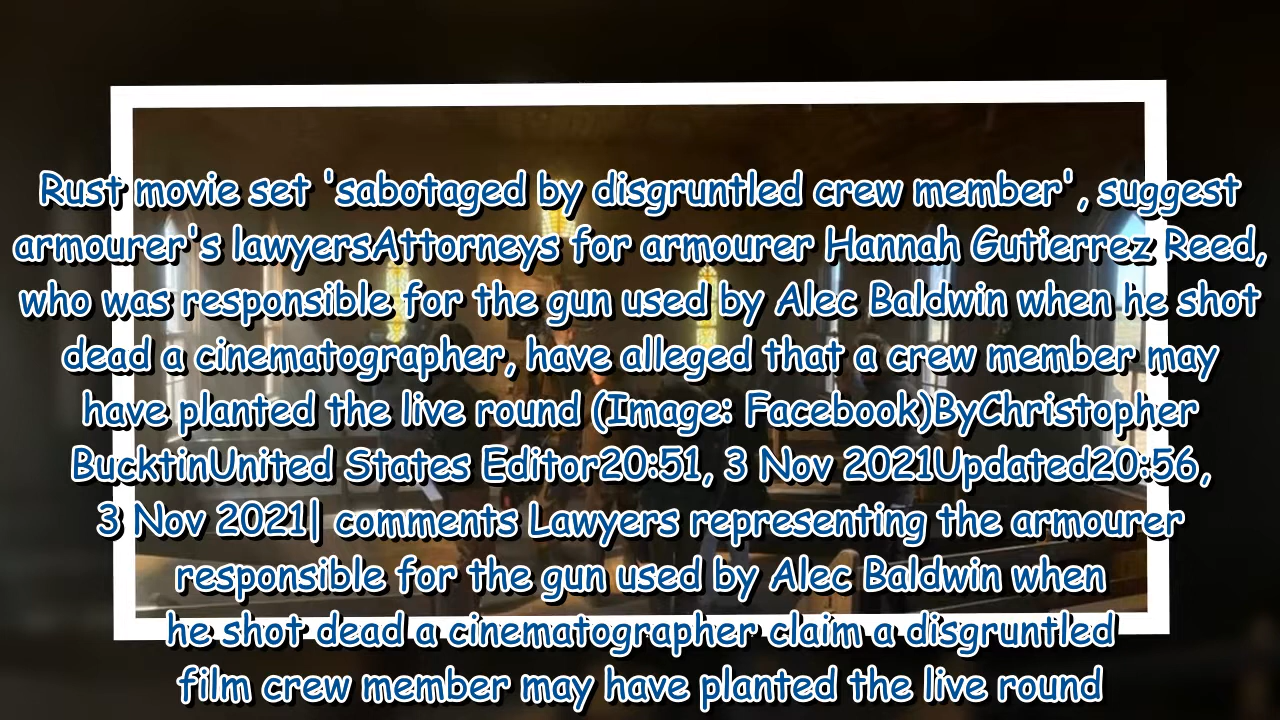 Rust movie set 'sabotaged by disgruntled crew member', suggest
armourer's lawyersAttorneys for armourer Hannah Gutierrez Reed,
who was responsible for the gun used by Alec Baldwin when he shot
dead a cinematographer, have alleged that a crew member may
have planted the live round (Image: Facebook)ByChristopher
BucktinUnited States Editor20:51, 3 Nov 2021Updated20:56,
3 Nov 2021| comments Lawyers representing the armourer
responsible for the gun used by Alec Baldwin when
he shot dead a cinematographer claim a disgruntled
film crew member may have planted the live round